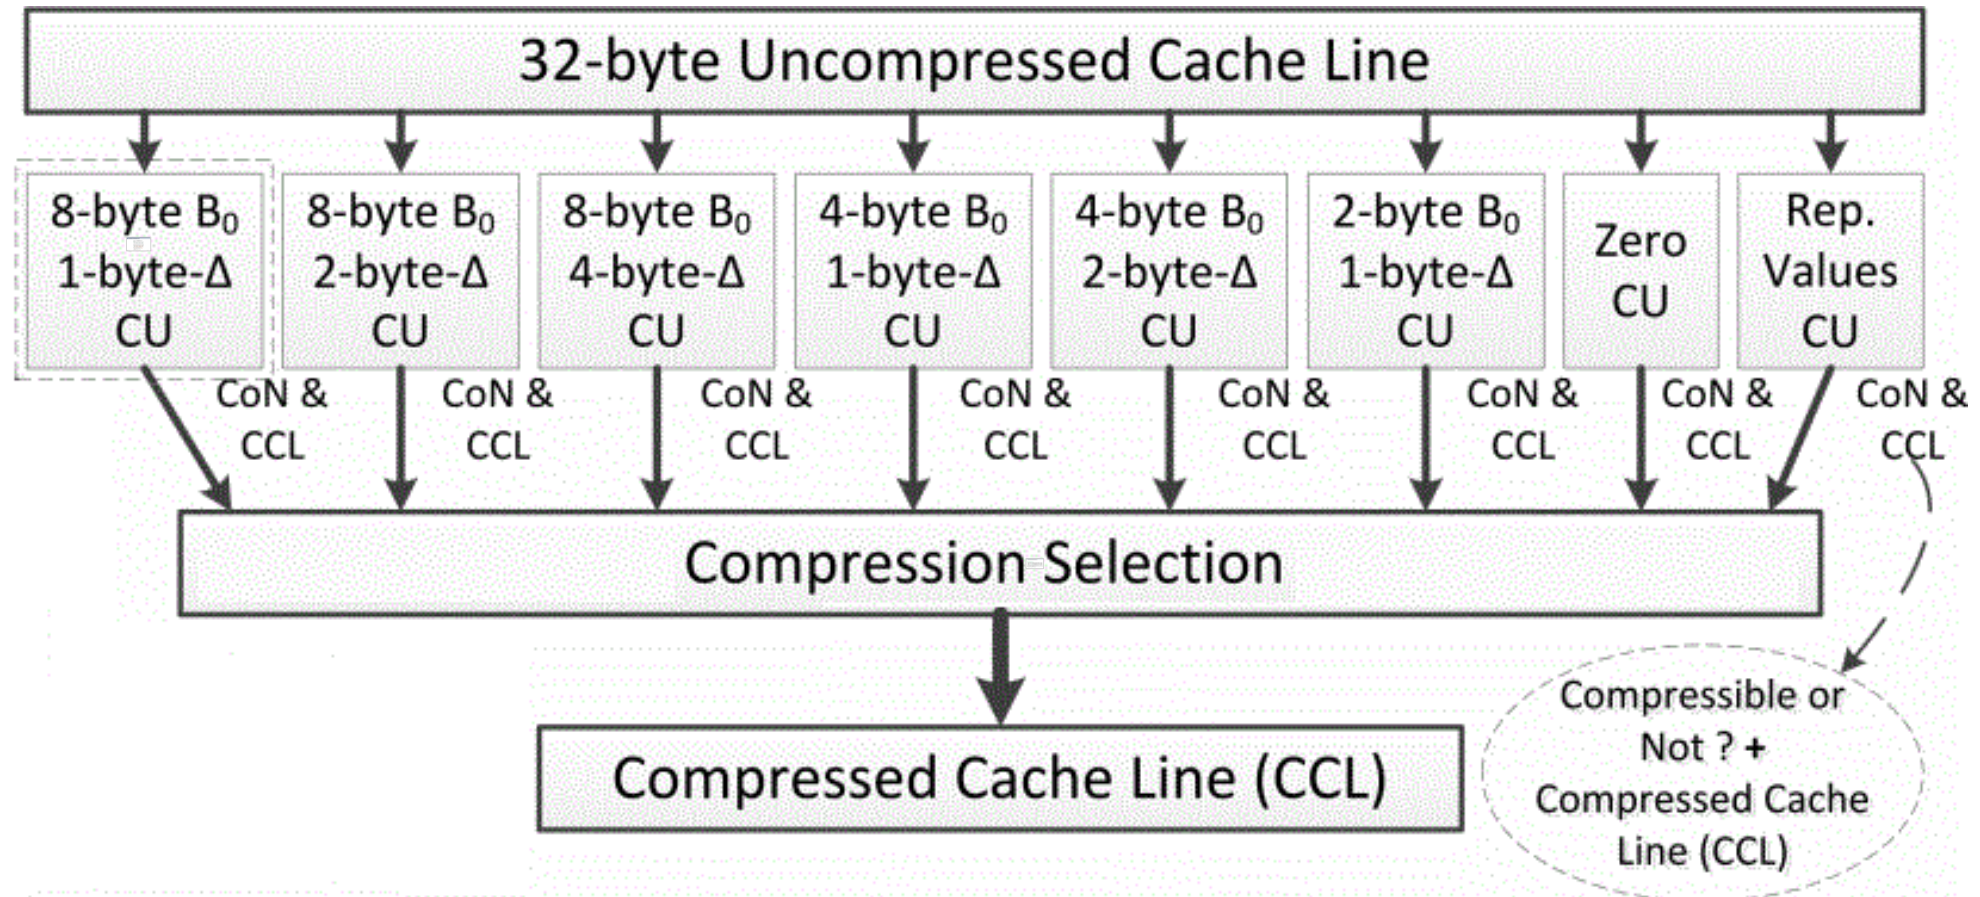 32-byte Uncompressed Cache Line
8-byte B₀
1-byte-Δ
CU
8-byte B₀
2-byte-Δ
CU
8-byte B₀
4-byte-Δ
CU
4-byte B₀
1-byte-Δ
CU
4-byte B₀
2-byte-Δ
CU
2-byte B₀
1-byte-Δ
CU
Zero
CU
Rep.
Values
CU
CoN &
CCL
CoN &
CCL
CoN &
CCL
CoN &
CCL
CoN &
CCL
CoN &
CCL
CoN &
CCL
CoN &
CCL
Compression Selection
Compressed Cache Line (CCL)
Compressible or
Not ? +
Compressed Cache
Line (CCL)